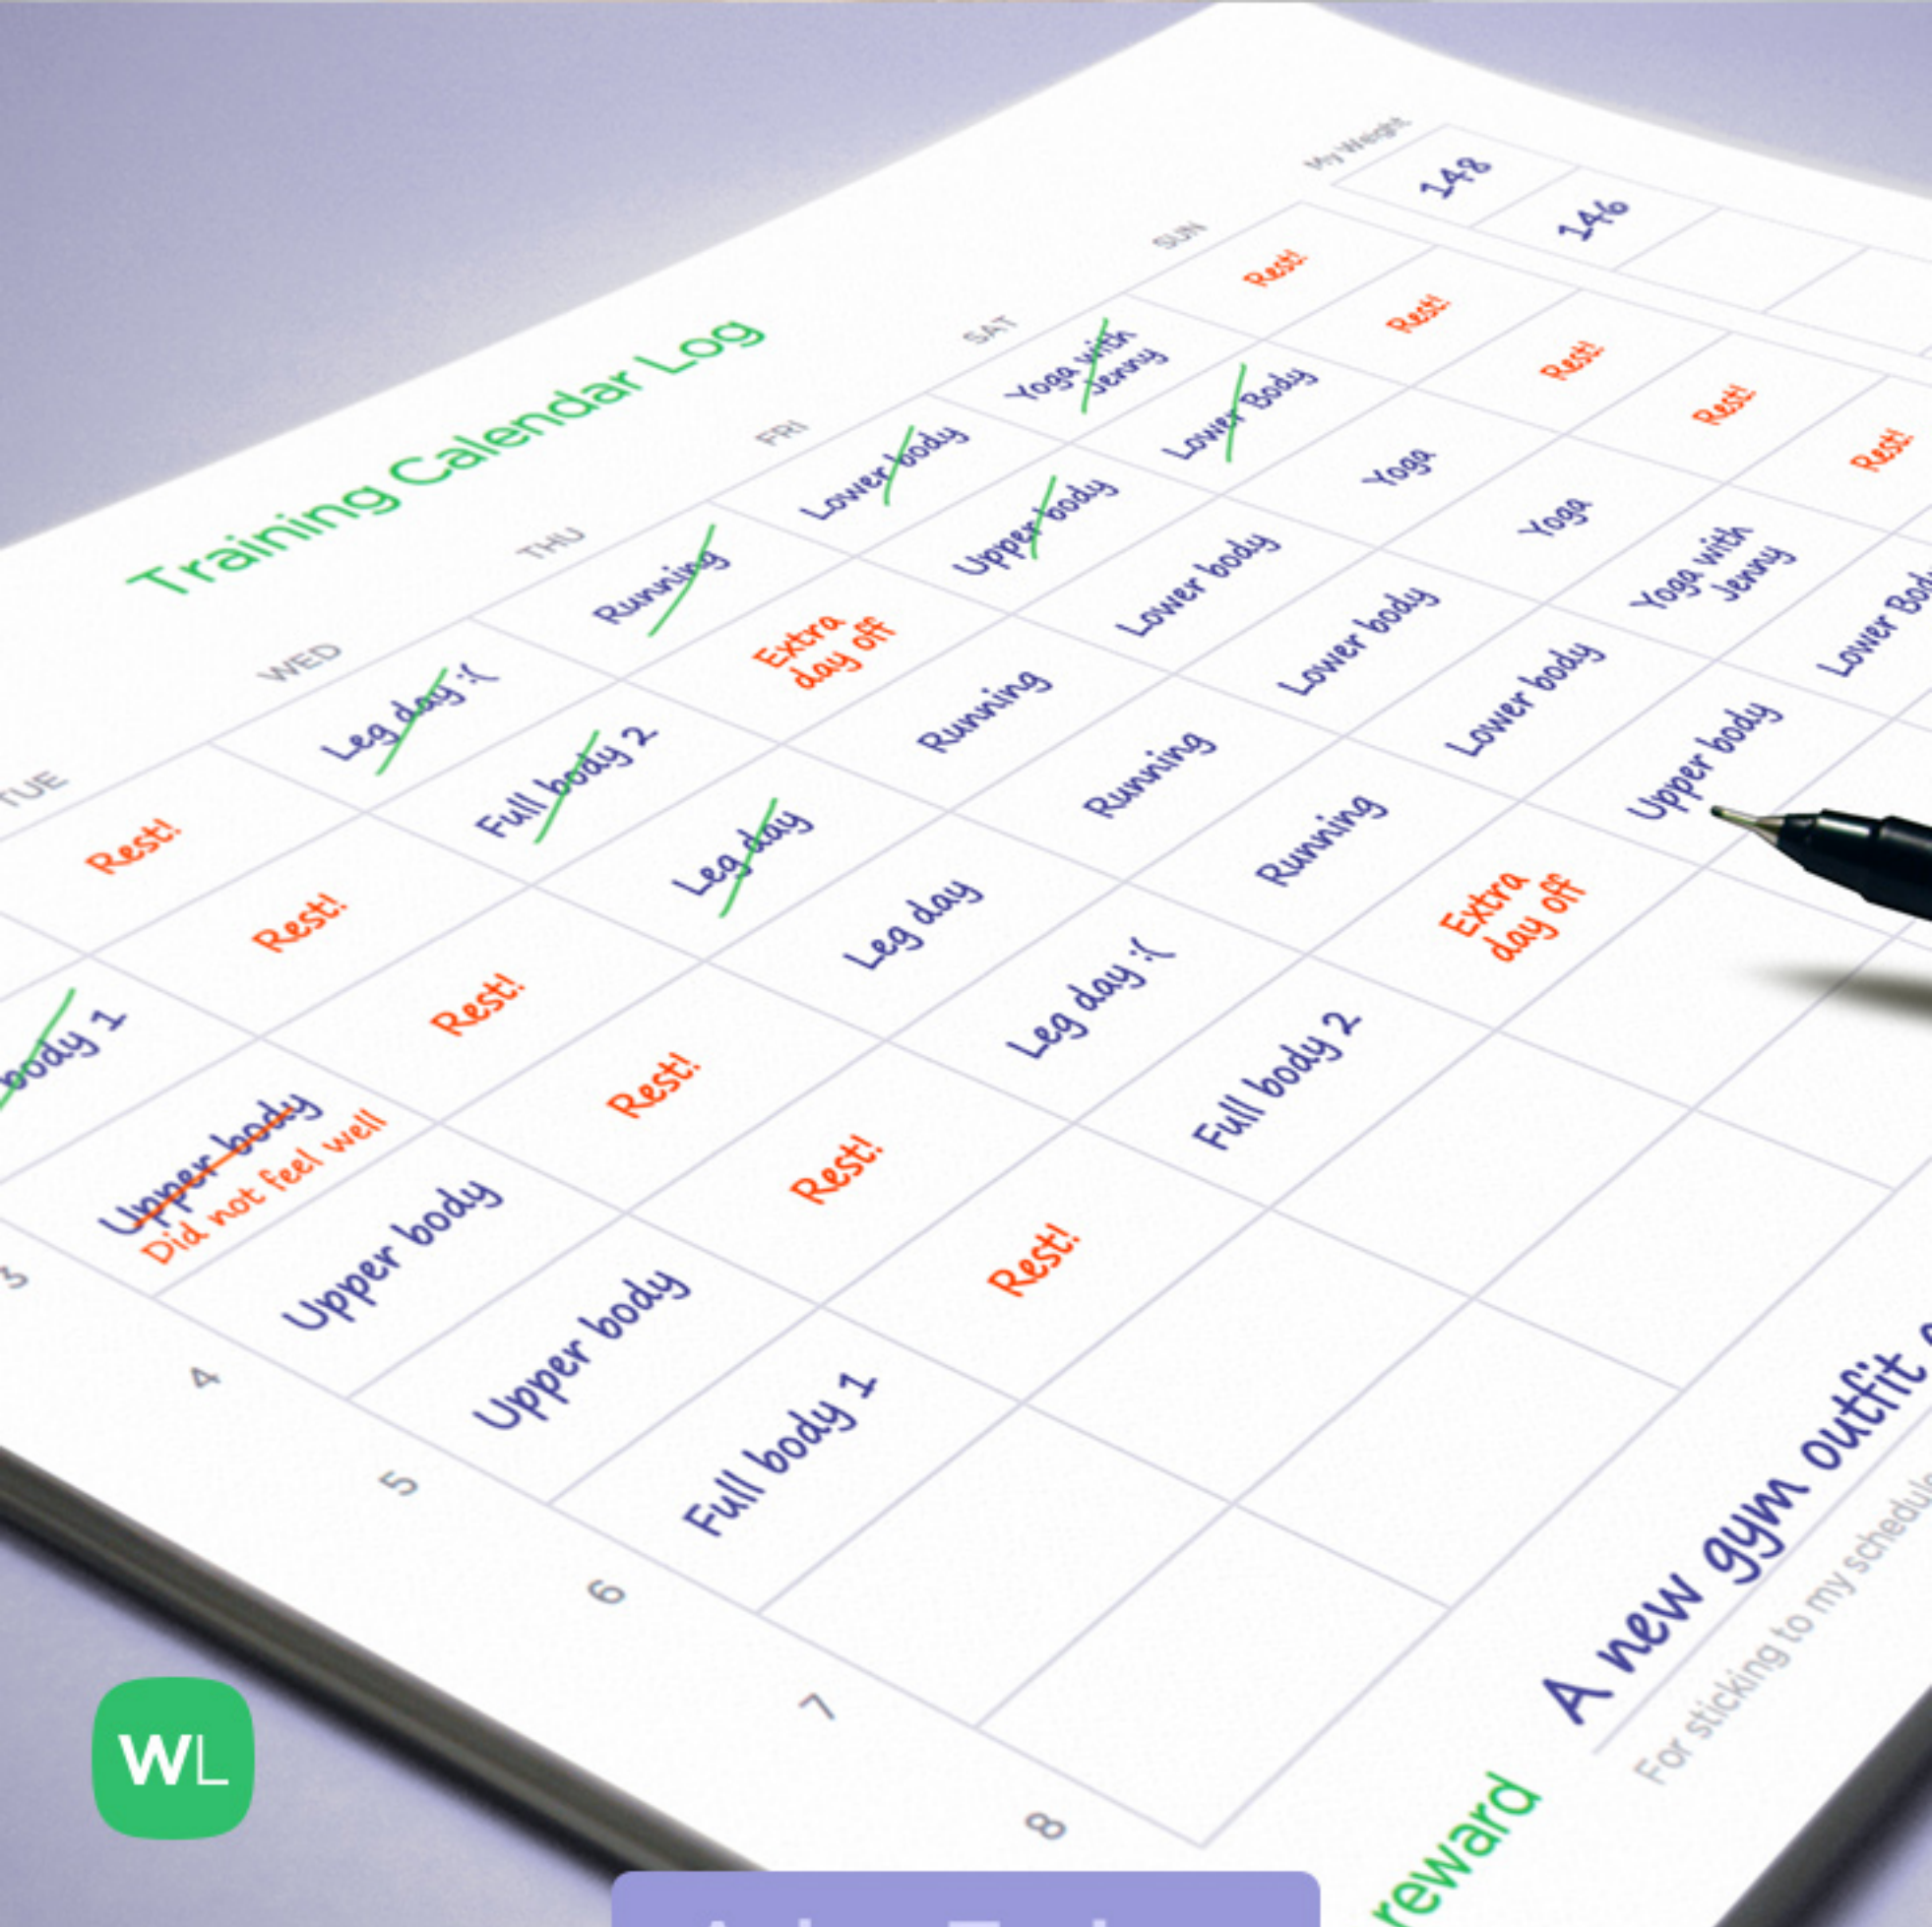 Training Calendar Log
My Weight
TUE WED THU FRI SAT SUN
Rest!
Leg day :(
Running
Lower body
Yoga with
Jenny
Rest!
148
body 1
Rest!
Full body 2
Extra
day off
Upper body
Lower Body
Rest!
146
3
Upper body
Did not feel well
Rest!
Leg day
Running
Lower body
Yoga
Rest!
4
Upper body
Rest!
Leg day
Running
Lower body
Yoga
Rest!
5
Upper body
Rest!
Leg day :(
Running
Lower body
Yoga with
Jenny
Rest!
6
Full body 1
Rest!
Full body 2
Extra
day off
Upper body
Lower Body
7
8
reward
A new gym outfit
For sticking to my schedule
WL